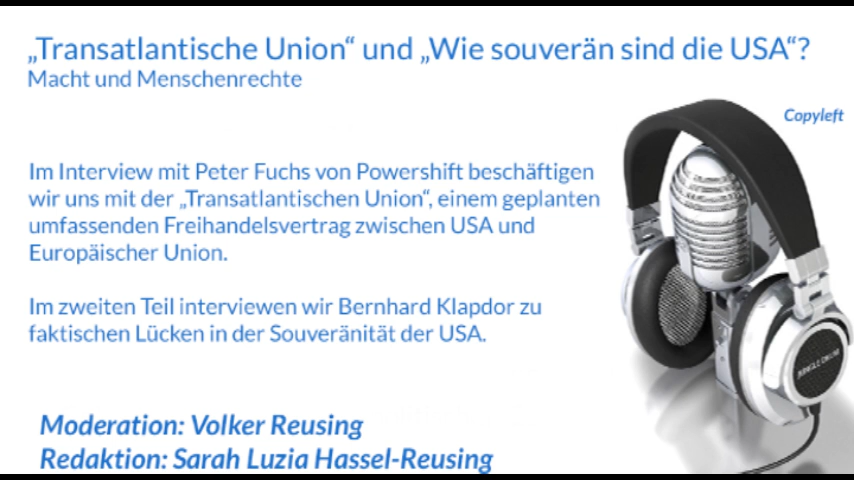 „Transatlantische Union“ und „Wie souverän sind die USA“?
Macht und Menschenrechte
Copyleft
Im Interview mit Peter Fuchs von Powershift beschäftigen
wir uns mit der „Transatlantischen Union“, einem geplanten
umfassenden Freihandelsvertrag zwischen USA und
Europäischer Union.
Im zweiten Teil interviewen wir Bernhard Klapdor zu
faktischen Lücken in der Souveränität der USA.
Moderation: Volker Reusing
Redaktion: Sarah Luzia Hassel-Reusing